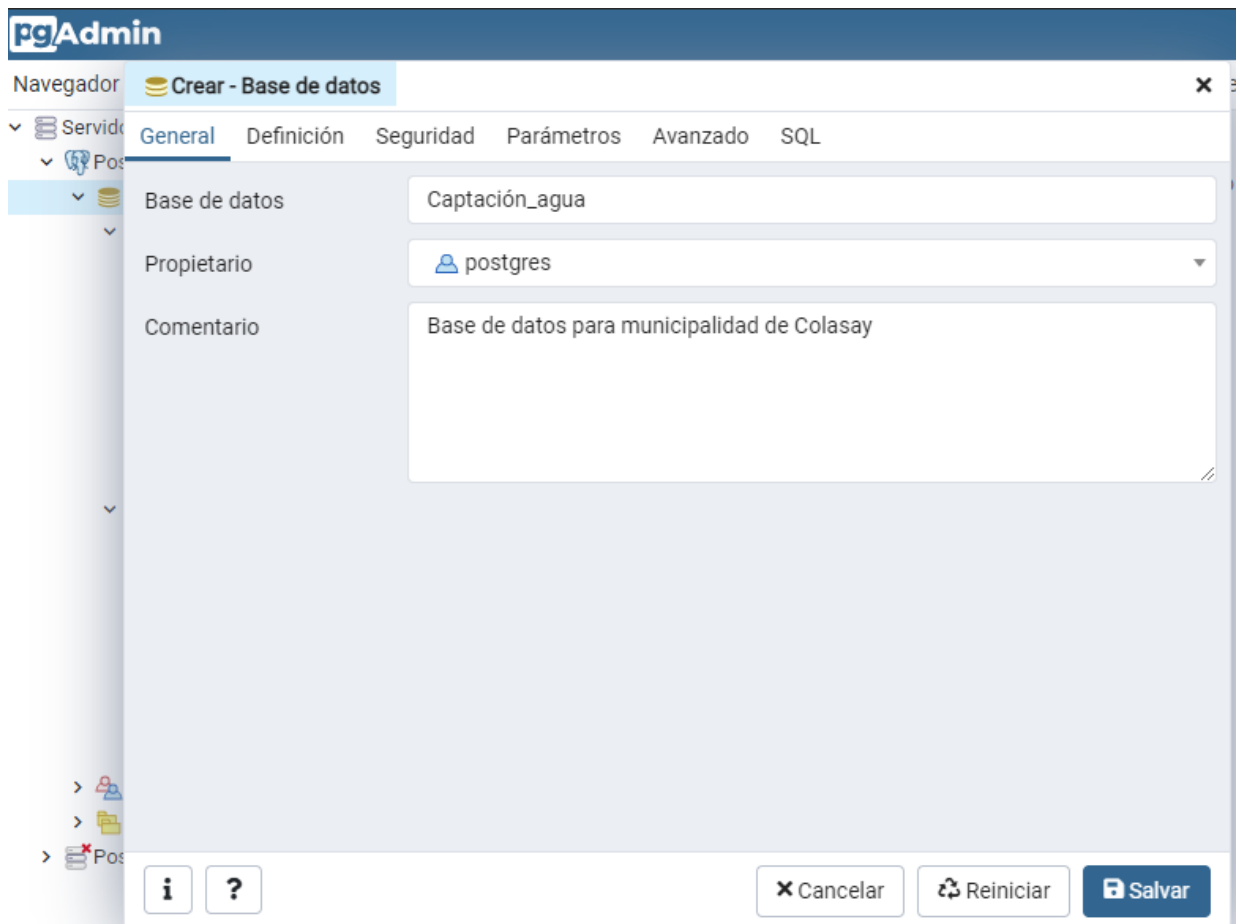 pgAdmin
Navegador
Crear - Base de datos
Servido
General Definición Seguridad Parámetros Avanzado SQL
Pos
Base de datos Captación_agua
Propietario postgres
Comentario Base de datos para municipalidad de Colasay
Pos
i ? Cancelar Reiniciar Salvar